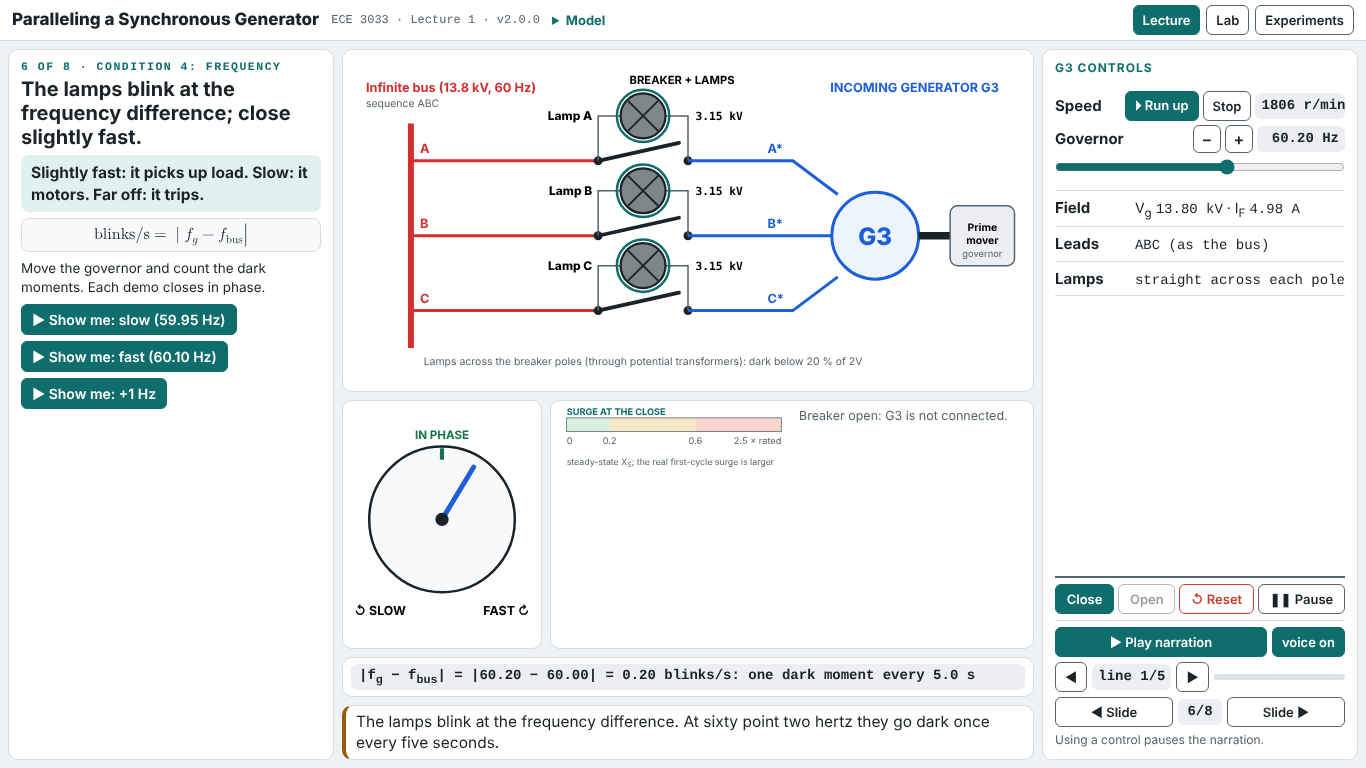 Paralleling a Synchronous Generator ECE 3033 · Lecture 1 · v2.0.0 ▶ Model
Lecture Lab Experiments
6 OF 8 · CONDITION 4: FREQUENCY
The lamps blink at the
frequency difference; close
slightly fast.
Slightly fast: it picks up load. Slow: it
motors. Far off: it trips.
blinks/s = | fg − fbus|
Move the governor and count the dark
moments. Each demo closes in phase.
▶ Show me: slow (59.95 Hz)
▶ Show me: fast (60.10 Hz)
▶ Show me: +1 Hz
Infinite bus (13.8 kV, 60 Hz)
sequence ABC
BREAKER + LAMPS
INCOMING GENERATOR G3
Lamp A 3.15 kV
A A*
Lamp B 3.15 kV
B B*
G3
Prime
mover
governor
Lamp C 3.15 kV
C C*
Lamps across the breaker poles (through potential transformers): dark below 20 % of 2V
IN PHASE
↺ SLOW FAST ↻
SURGE AT THE CLOSE
0 0.2 0.6 2.5 × rated
steady-state Xs; the real first-cycle surge is larger
Breaker open: G3 is not connected.
|fg − fbus| = |60.20 − 60.00| = 0.20 blinks/s: one dark moment every 5.0 s
The lamps blink at the frequency difference. At sixty point two hertz they go dark once
every five seconds.
G3 CONTROLS
Speed Run up Stop 1806 r/min
Governor − + 60.20 Hz
Field Vg 13.80 kV · IF 4.98 A
Leads ABC (as the bus)
Lamps straight across each pole
Close Open ↺ Reset ❚❚ Pause
▶ Play narration voice on
◀ line 1/5 ▶
◀ Slide 6/8 Slide ▶
Using a control pauses the narration.